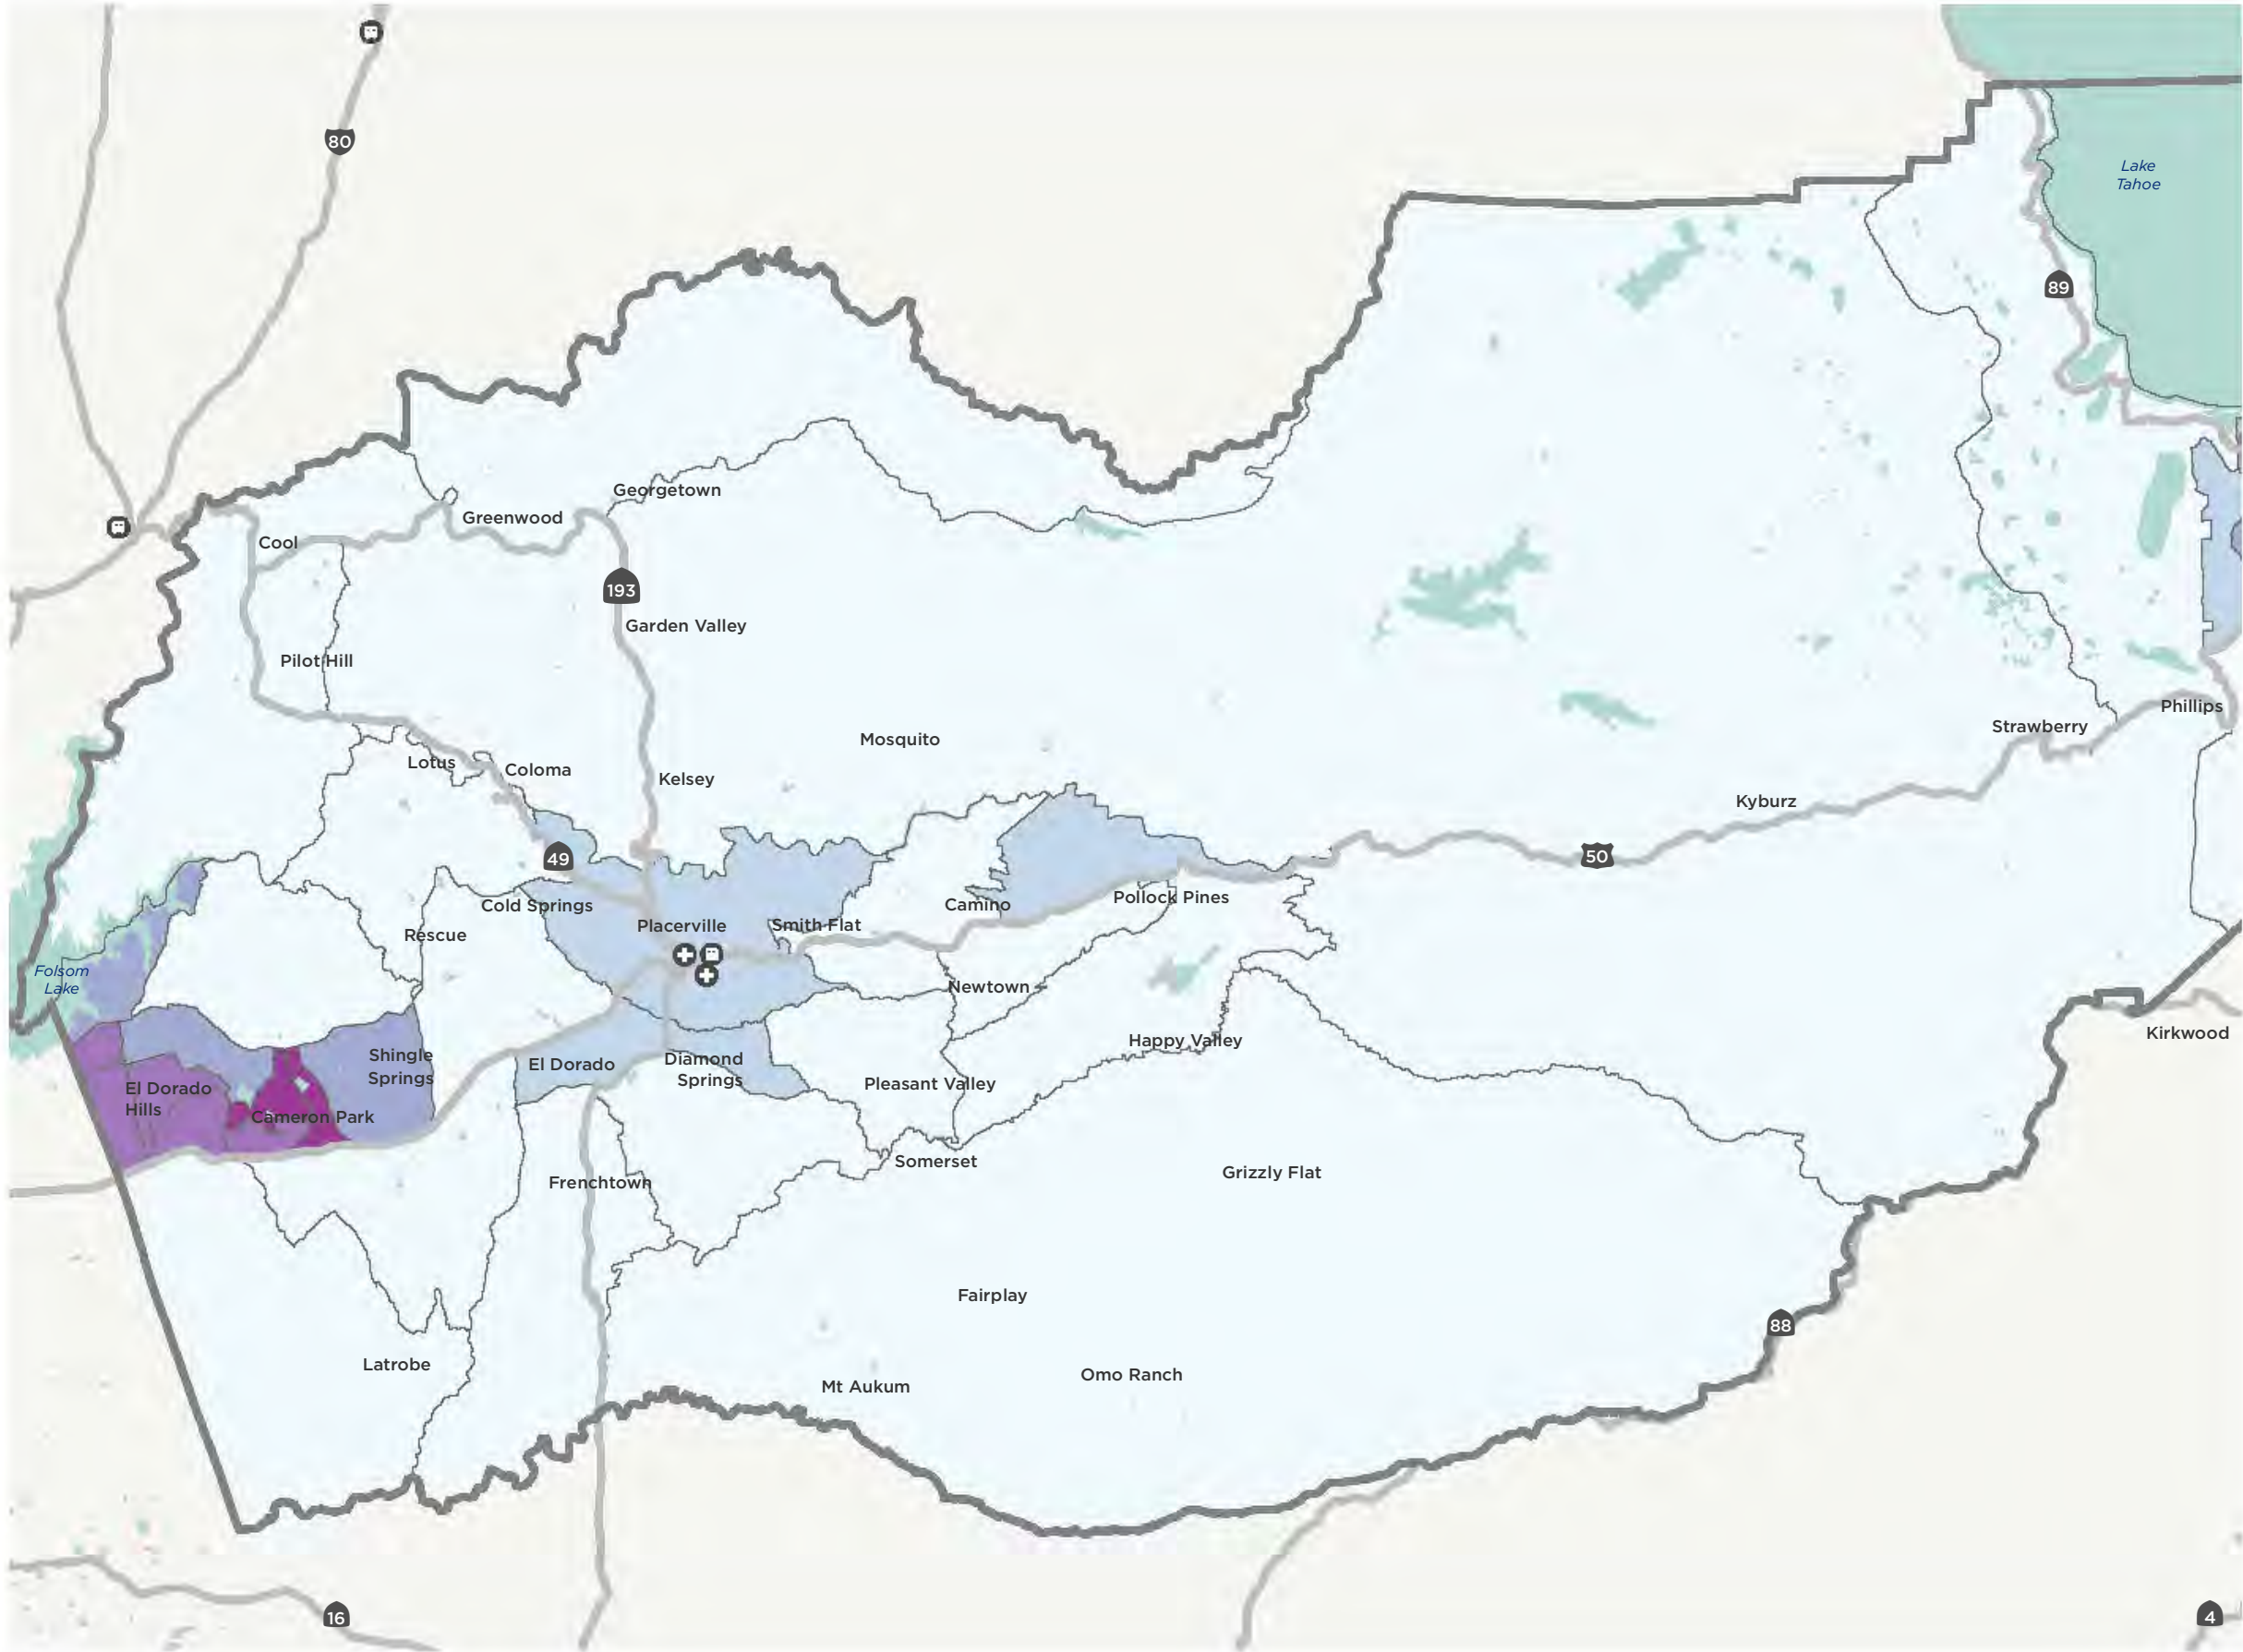 80
Lake
Tahoe
89
Georgetown
Greenwood
Cool
193
Garden Valley
Pilot Hill
Phillips
Strawberry
Mosquito
Lotus
Coloma
Kelsey
Kyburz
49
50
Pollock Pines
Camino
Cold Springs
Placerville
Smith Flat
Rescue
Folsom
Lake
Newtown
Kirkwood
Happy Valley
Shingle
Springs
El Dorado
Diamond
Springs
Pleasant Valley
El Dorado
Hills
Cameron Park
Somerset
Grizzly Flat
Frenchtown
Fairplay
88
Latrobe
Omo Ranch
Mt Aukum
16
4